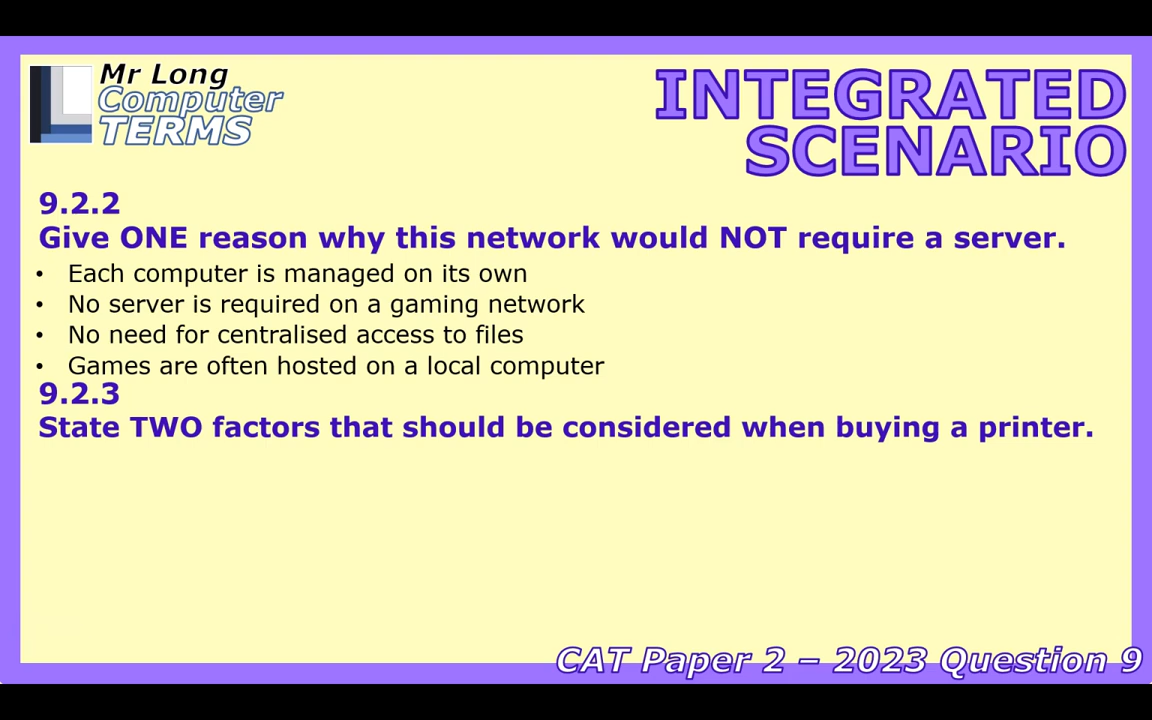 Mr Long
Computer
TERMS
INTEGRATED
SCENARIO
9.2.2
Give ONE reason why this network would NOT require a server.
• Each computer is managed on its own
• No server is required on a gaming network
• No need for centralised access to files
• Games are often hosted on a local computer
9.2.3
State TWO factors that should be considered when buying a printer.
CAT Paper 2 – 2023 Question 9